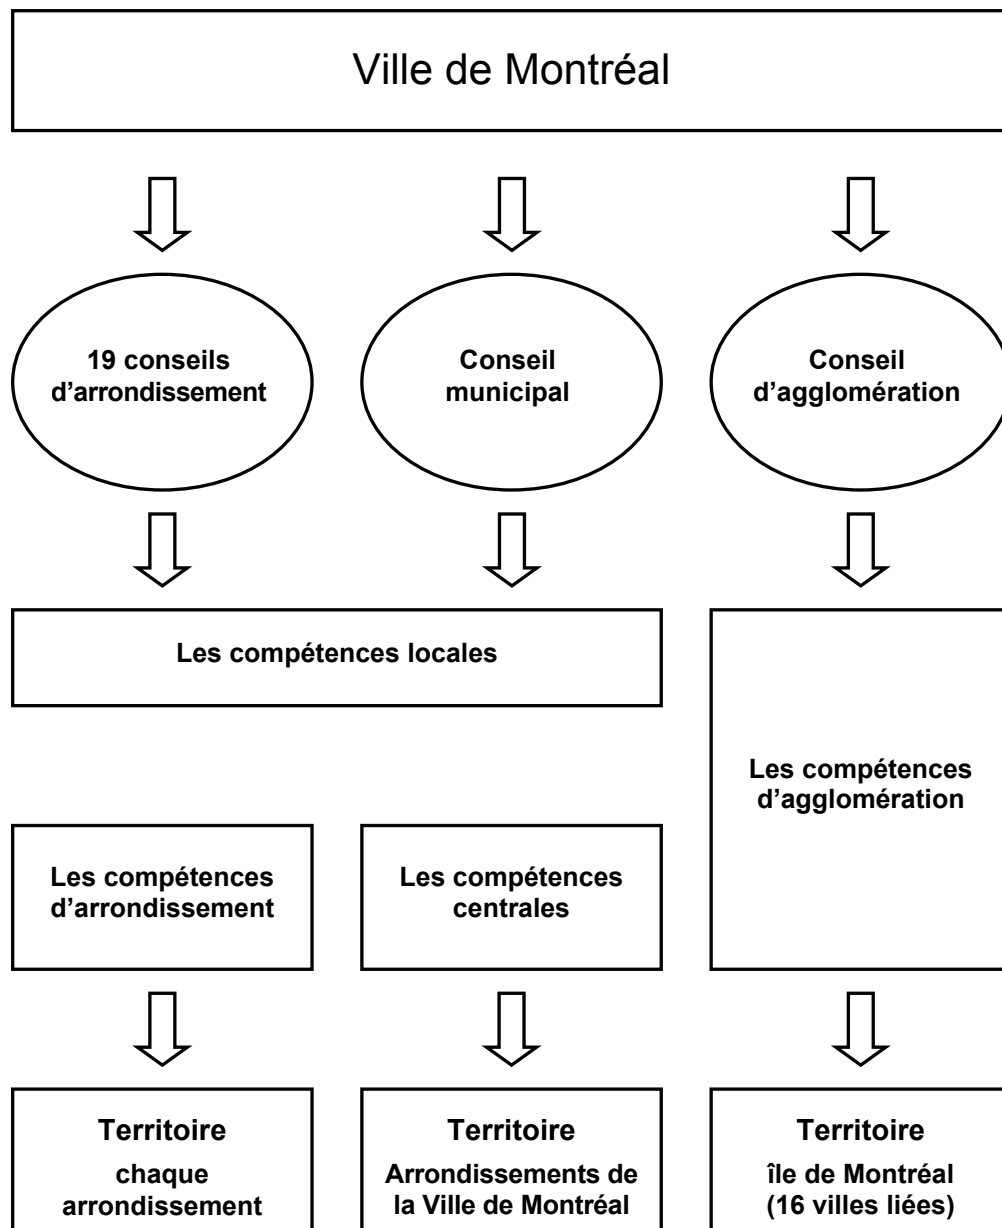 Ville de Montréal
19 conseils
d’arrondissement
Conseil
municipal
Conseil
d’agglomération
Les compétences locales
Les compétences
d’agglomération
Les compétences
d’arrondissement
Les compétences
centrales
Territoire
chaque
arrondissement
Territoire
Arrondissements de
la Ville de Montréal
Territoire
île de Montréal
(16 villes liées)